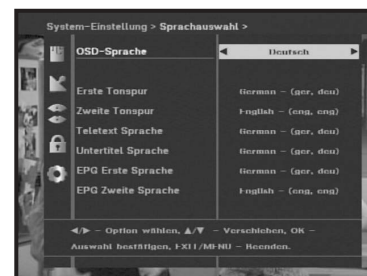 System-Einstellung > Sprachauswahl >
OSD-Sprache ◄ Deutsch ►
Erste Tonspur German – (ger, deu)
Zweite Tonspur English – (eng, eng)
Teletext Sprache German – (ger, deu)
Untertitel Sprache German – (ger, deu)
EPG Erste Sprache German – (ger, deu)
EPG Zweite Sprache English – (eng, eng)
◄/► – Option wählen, ▲/▼ – Verschieben, OK –
Auswahl bestätigen, EXIT/MENU – Beenden.